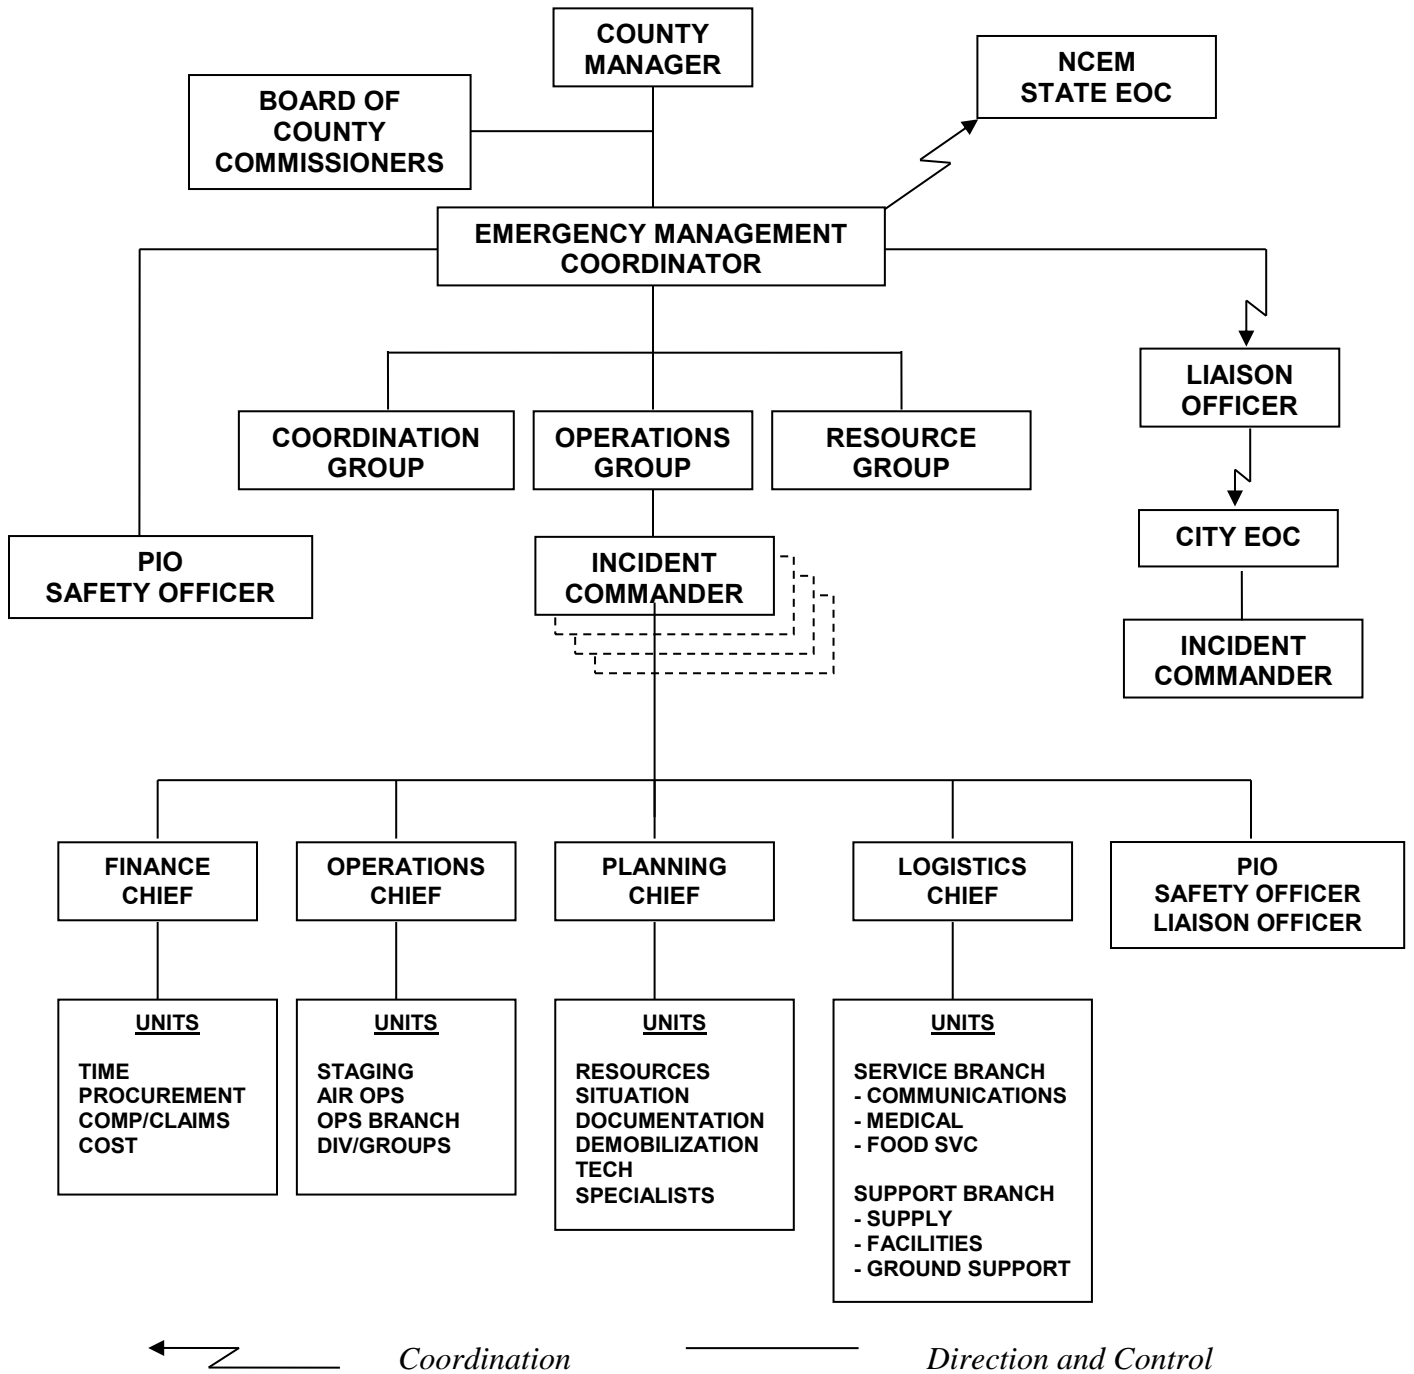 COUNTY
MANAGER
NCEM
STATE EOC
BOARD OF
COUNTY
COMMISSIONERS
EMERGENCY MANAGEMENT
COORDINATOR
LIAISON
OFFICER
COORDINATION
GROUP
OPERATIONS
GROUP
RESOURCE
GROUP
CITY EOC
PIO
SAFETY OFFICER
INCIDENT
COMMANDER
INCIDENT
COMMANDER
FINANCE
CHIEF
OPERATIONS
CHIEF
PLANNING
CHIEF
LOGISTICS
CHIEF
PIO
SAFETY OFFICER
LIAISON OFFICER
UNITS
TIME
PROCUREMENT
COMP/CLAIMS
COST
UNITS
STAGING
AIR OPS
OPS BRANCH
DIV/GROUPS
UNITS
RESOURCES
SITUATION
DOCUMENTATION
DEMOBILIZATION
TECH
SPECIALISTS
UNITS
SERVICE BRANCH
- COMMUNICATIONS
- MEDICAL
- FOOD SVC
SUPPORT BRANCH
- SUPPLY
- FACILITIES
- GROUND SUPPORT
Coordination
Direction and Control